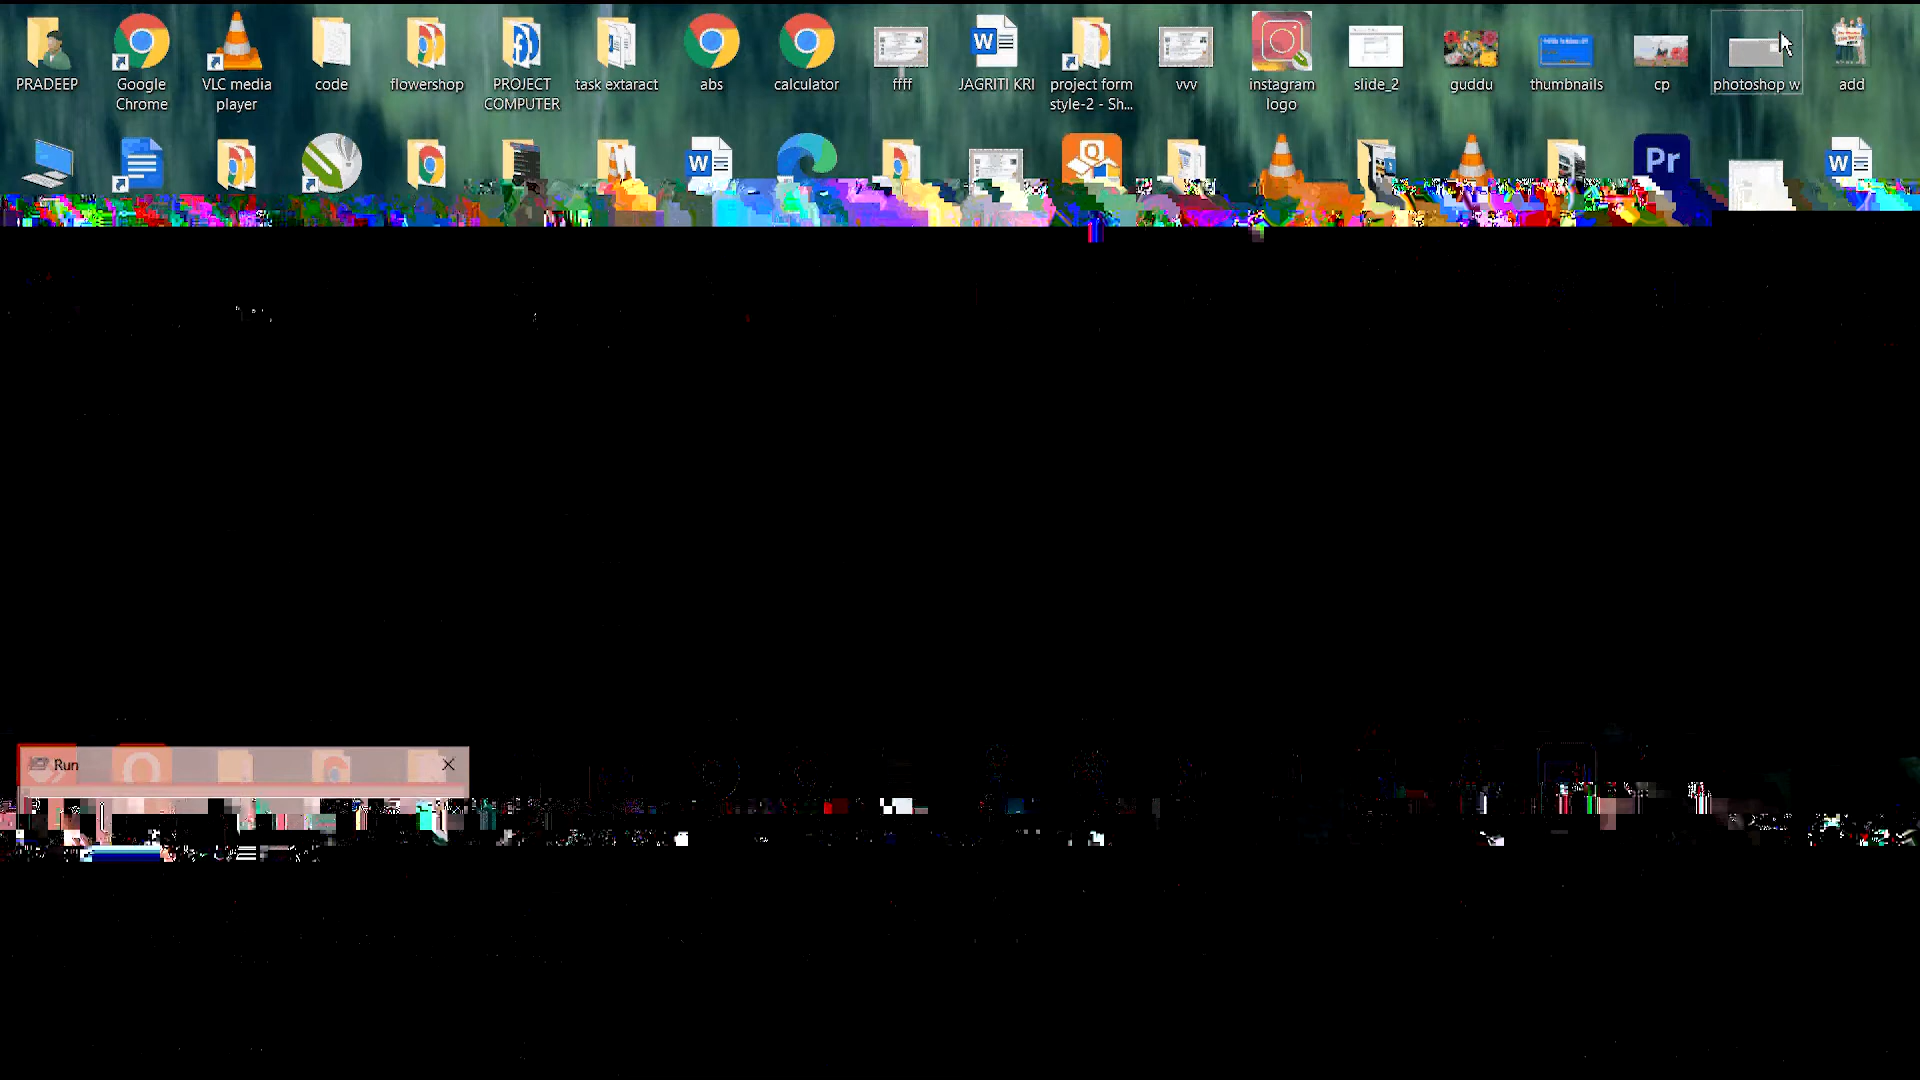 PRADEEP
Google
Chrome
VLC media
player
code
flowershop
PROJECT
COMPUTER
task extaract
abs
calculator
ffff
JAGRITI KRI
project form
style-2 - Sh...
vvv
instagram
logo
slide_2
guddu
thumbnails
cp
photoshop w
add
W
Pr
W
Run